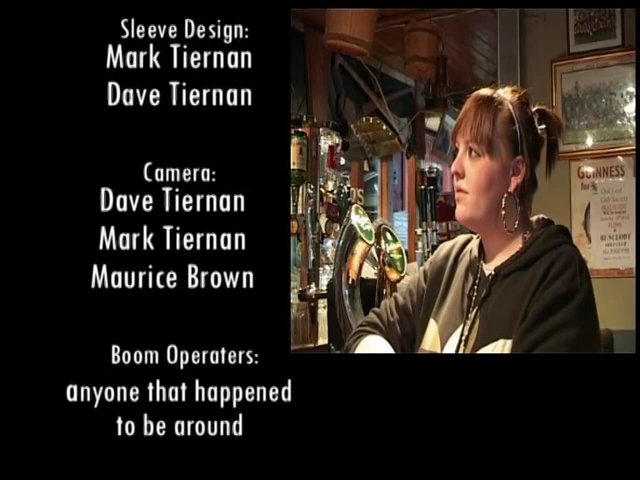 Sleeve Design:
Mark Tiernan
Dave Tiernan
Camera:
Dave Tiernan
Mark Tiernan
Maurice Brown
Boom Operaters:
anyone that happened
to be around
GUINNESS
for